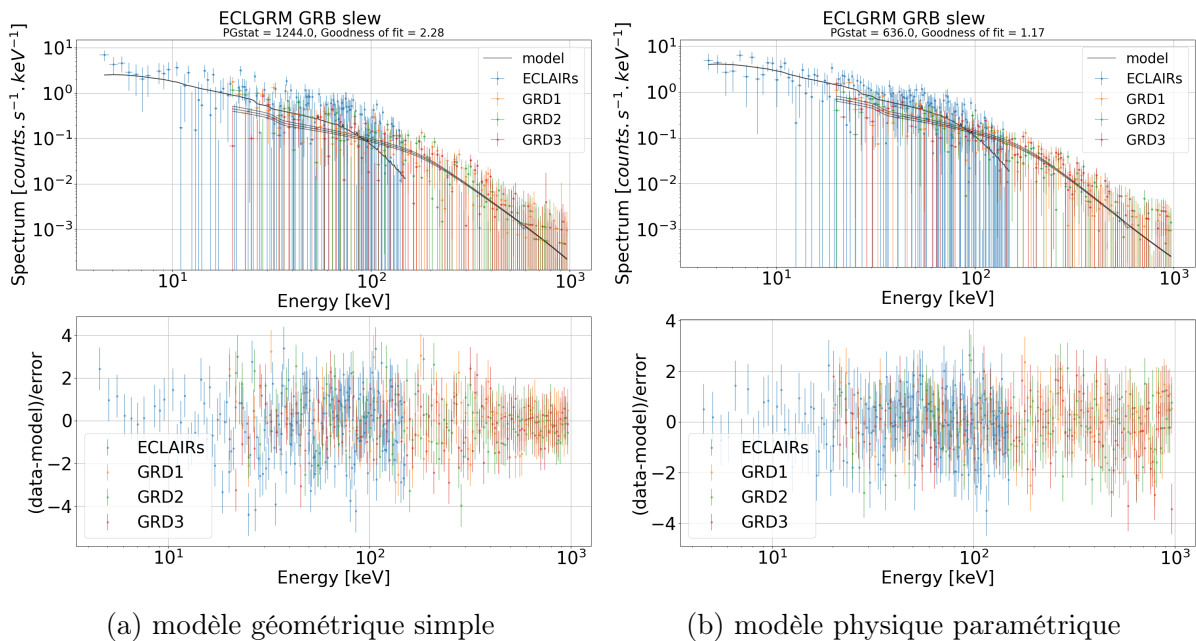 ECLGRM GRB slew
PGstat = 1244.0, Goodness of fit = 2.28
Spectrum [counts. s⁻¹. keV⁻¹]
10¹
10⁰
10⁻¹
10⁻²
10⁻³
model
ECLAIRs
GRD1
GRD2
GRD3
10¹
10²
10³
Energy [keV]
(data-model)/error
4
2
0
−2
−4
ECLAIRs
GRD1
GRD2
GRD3
10¹
10²
10³
Energy [keV]
(a) modèle géométrique simple
ECLGRM GRB slew
PGstat = 636.0, Goodness of fit = 1.17
Spectrum [counts. s⁻¹. keV⁻¹]
10¹
10⁰
10⁻¹
10⁻²
10⁻³
model
ECLAIRs
GRD1
GRD2
GRD3
10¹
10²
10³
Energy [keV]
(data-model)/error
4
2
0
−2
−4
ECLAIRs
GRD1
GRD2
GRD3
10¹
10²
10³
Energy [keV]
(b) modèle physique paramétrique